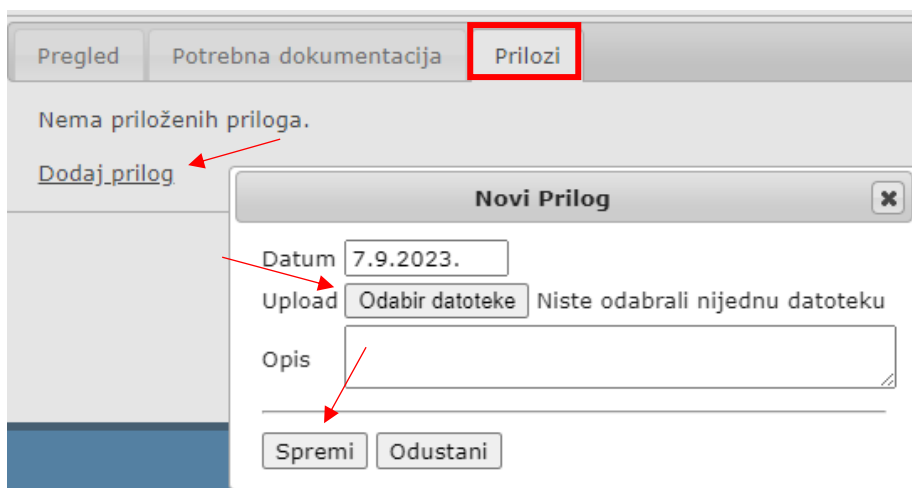 Pregled Potrebna dokumentacija Prilozi
Nema priloženih priloga.
Dodaj prilog
Novi Prilog
Datum 7.9.2023.
Upload Odabir datoteke Niste odabrali nijednu datoteku
Opis
Spremi Odustani